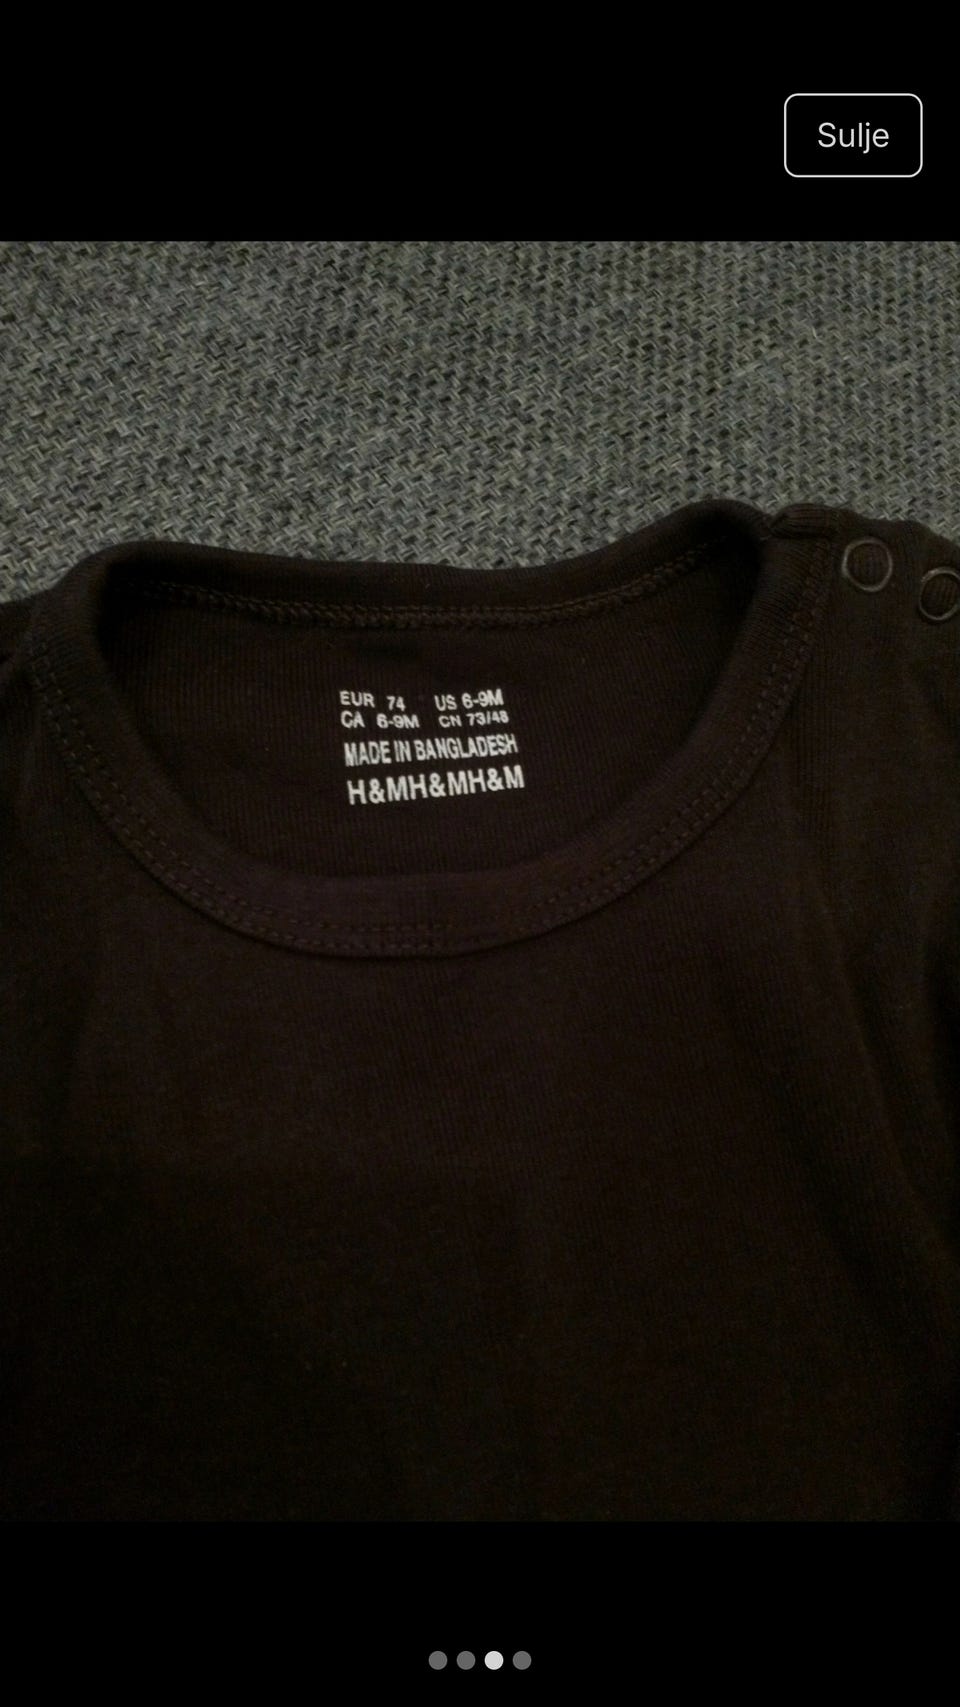 Sulje
EUR 74 US 6-9M
CA 6-9M CN 73/48
MADE IN BANGLADESH
H&MH&MH&M